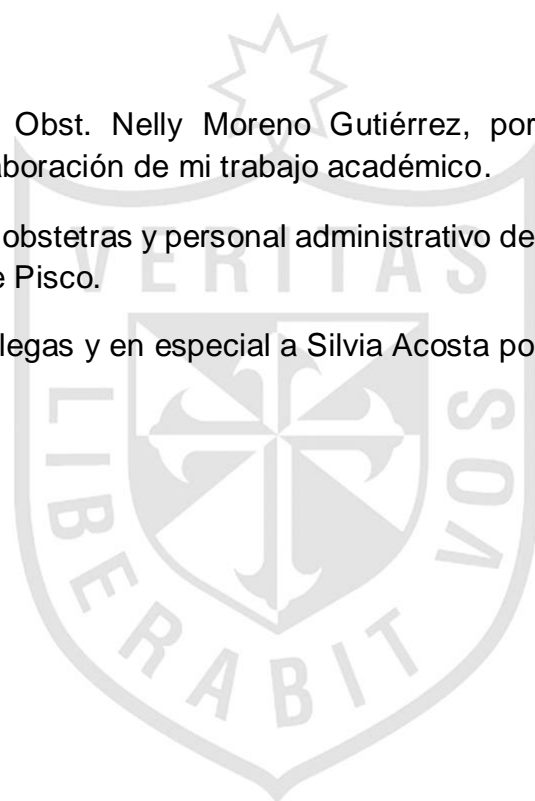 Obst. Nelly Moreno Gutiérrez, por
aboración de mi trabajo académico.
obstetras y personal administrativo de
e Pisco.
legas y en especial a Silvia Acosta po
VERITAS
LIBERABIT VOS